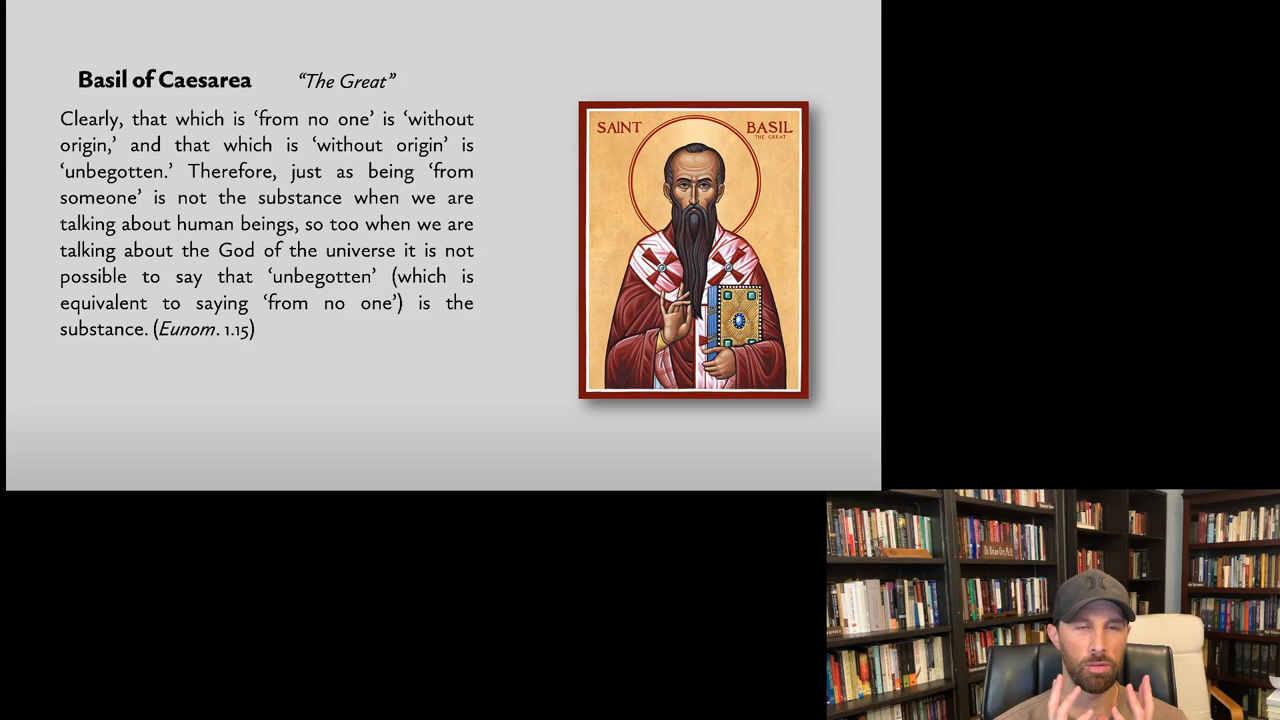 Basil of Caesarea “The Great”
Clearly, that which is ‘from no one’ is ‘without
origin,’ and that which is ‘without origin’ is
‘unbegotten.’ Therefore, just as being ‘from
someone’ is not the substance when we are
talking about human beings, so too when we are
talking about the God of the universe it is not
possible to say that ‘unbegotten’ (which is
equivalent to saying ‘from no one’) is the
substance. (Eunom. 1.15)
SAINT BASIL
THE GREAT